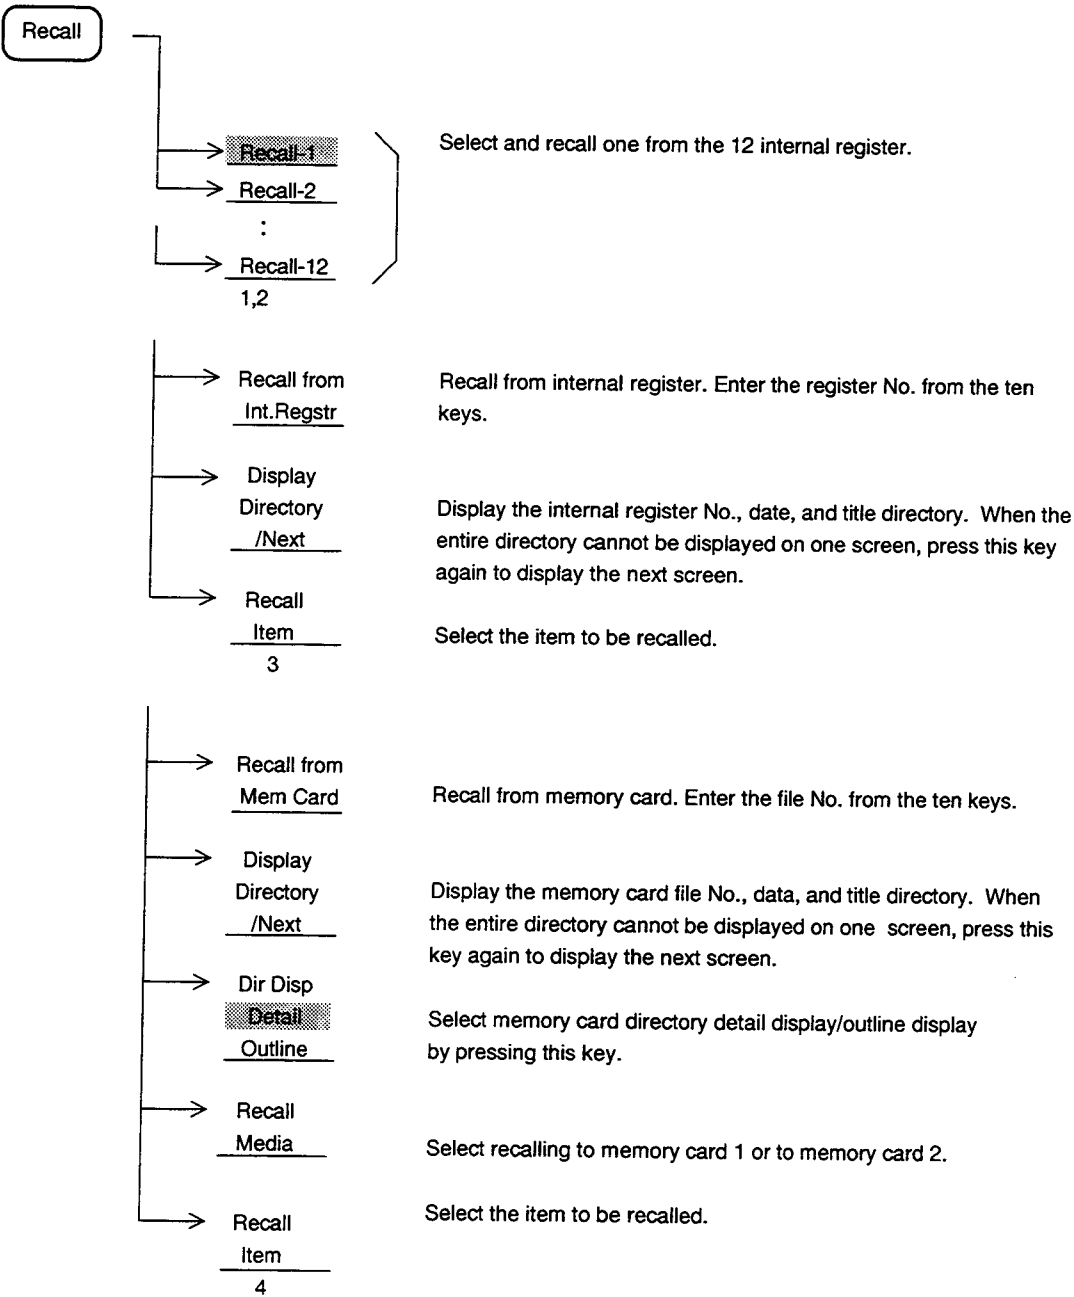 Recall
Recall-1
Select and recall one from the 12 internal register.
Recall-2
:
Recall-12
1,2
Recall from
Int.Regstr
Recall from internal register. Enter the register No. from the ten
keys.
Display
Directory
/Next
Display the internal register No., date, and title directory. When the
entire directory cannot be displayed on one screen, press this key
again to display the next screen.
Recall
Item
Select the item to be recalled.
3
Recall from
Mem Card
Recall from memory card. Enter the file No. from the ten keys.
Display
Directory
/Next
Display the memory card file No., data, and title directory. When
the entire directory cannot be displayed on one screen, press this
key again to display the next screen.
Dir Disp
Detail
Outline
Select memory card directory detail display/outline display
by pressing this key.
Recall
Media
Select recalling to memory card 1 or to memory card 2.
Recall
Item
Select the item to be recalled.
4